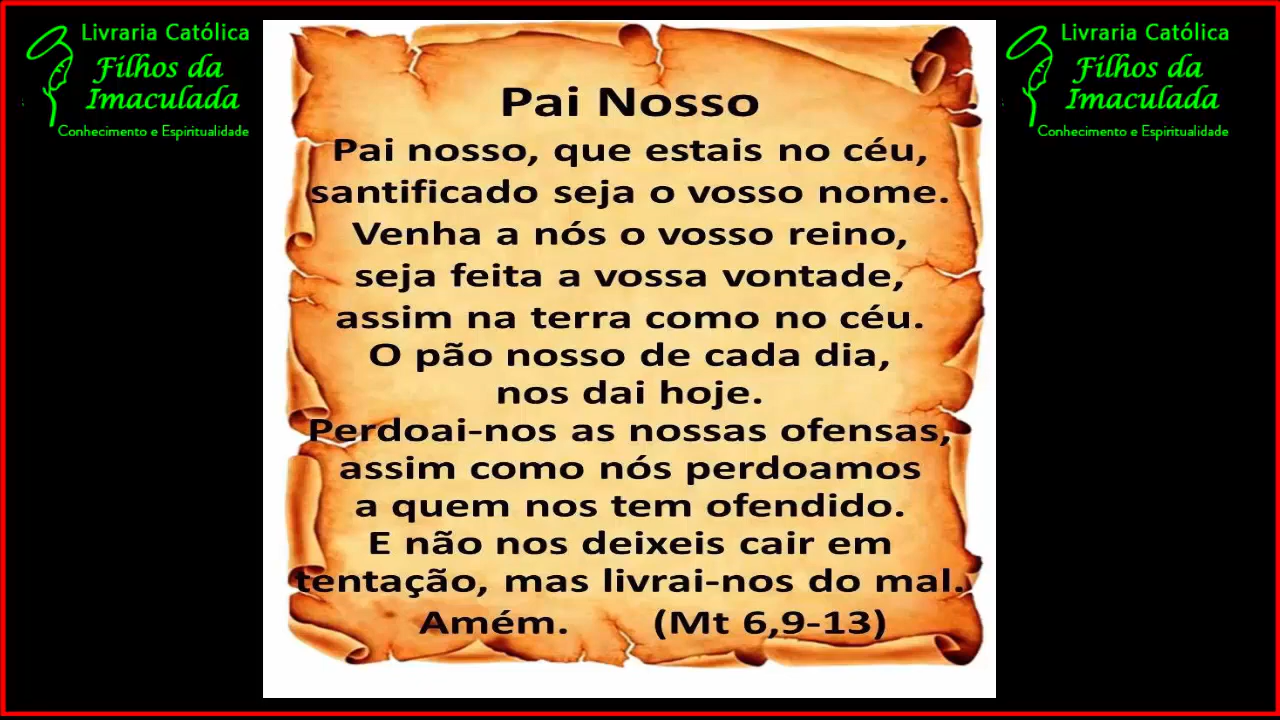 Livraria Católica
Filhos da
Imaculada
Conhecimento e Espiritualidade
Pai Nosso
Pai nosso, que estais no céu,
santificado seja o vosso nome.
Venha a nós o vosso reino,
seja feita a vossa vontade,
assim na terra como no céu.
O pão nosso de cada dia,
nos dai hoje.
Perdoai-nos as nossas ofensas,
assim como nós perdoamos
a quem nos tem ofendido.
E não nos deixeis cair em
tentação, mas livrai-nos do mal.
Amém. (Mt 6,9-13)
Livraria Católica
Filhos da
Imaculada
Conhecimento e Espiritualidade